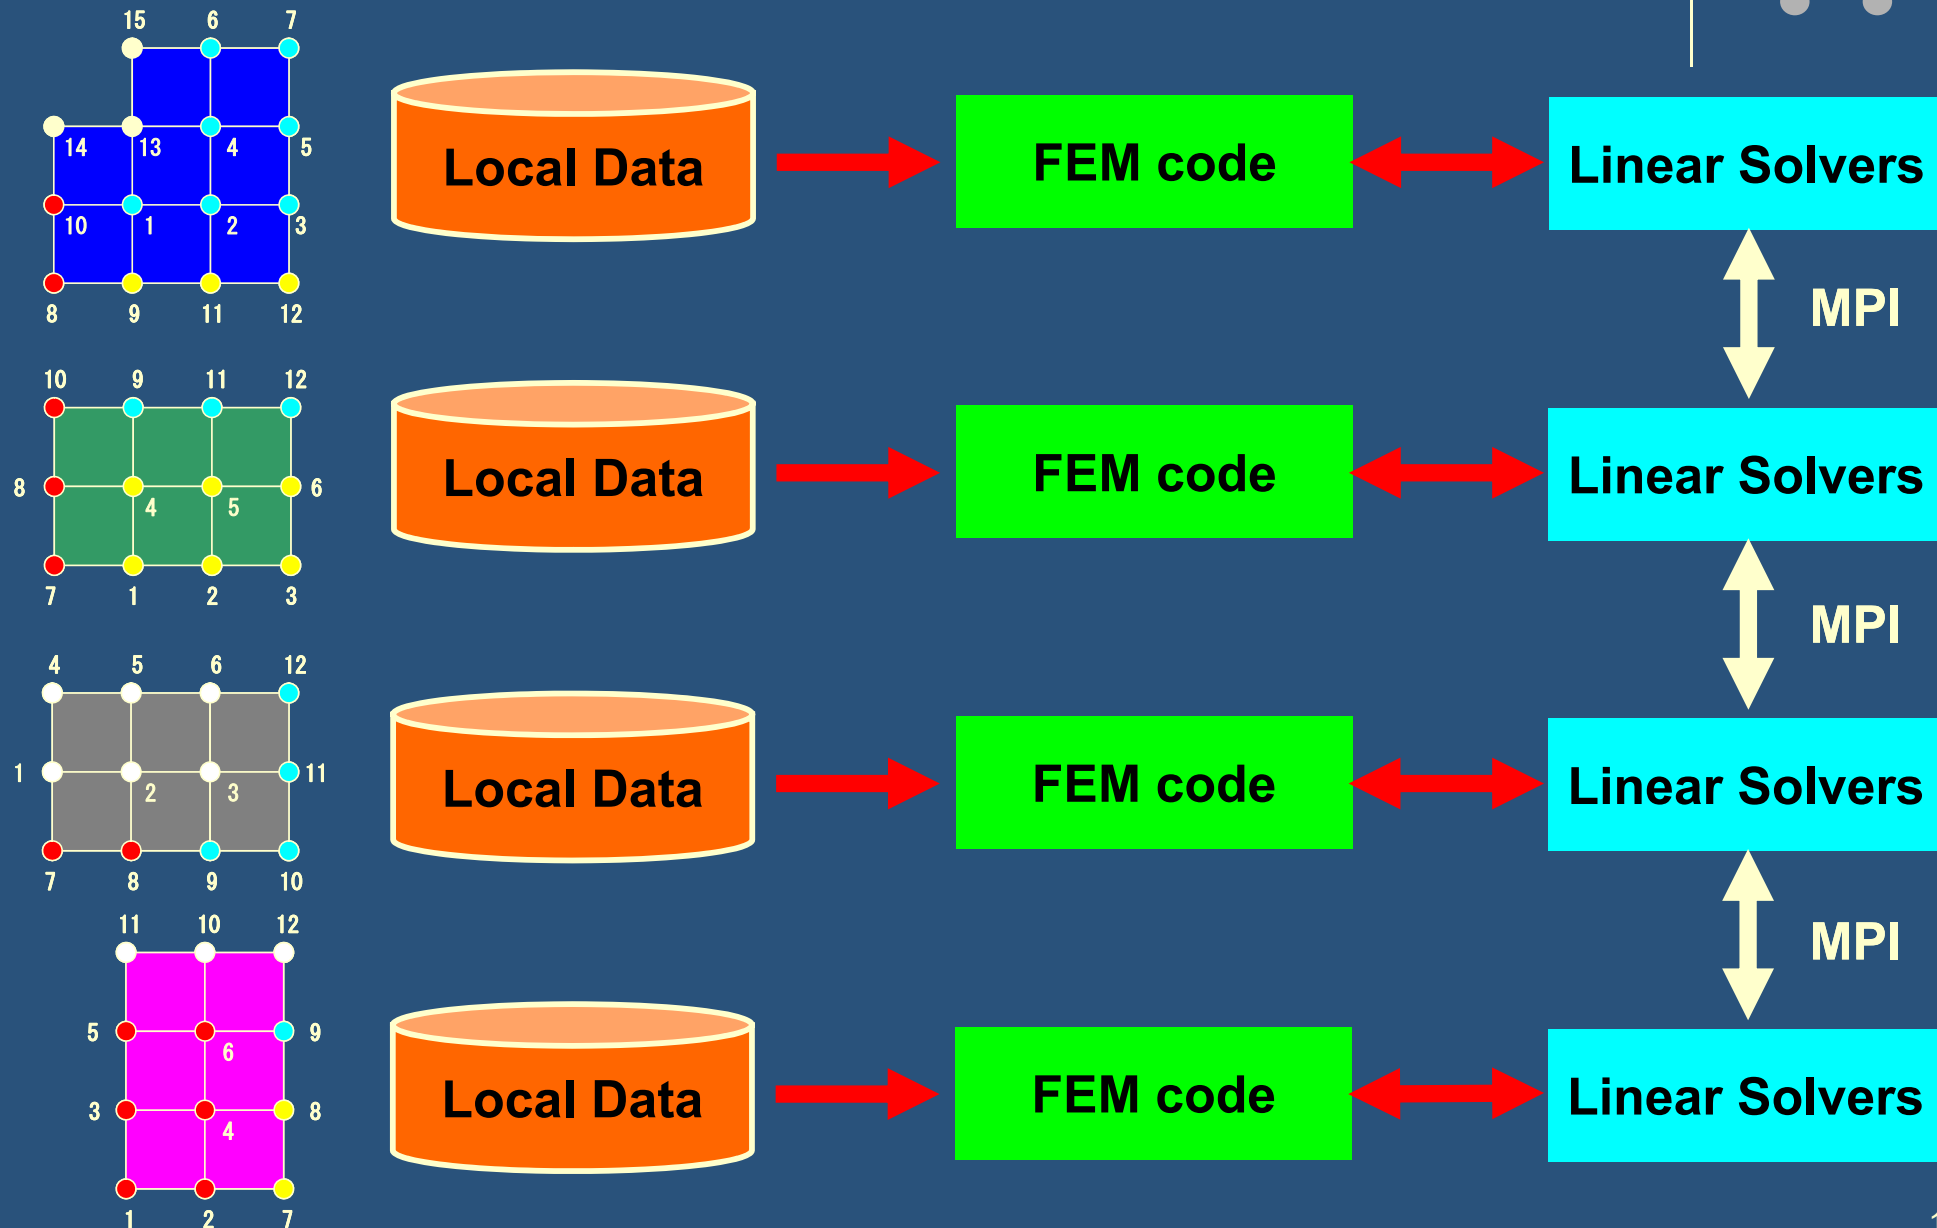 15 6 7
14 13 4 5
10 1 2 3
8 9 11 12
Local Data
FEM code
Linear Solvers
MPI
10 9 11 12
8 4 5 6
7 1 2 3
Local Data
FEM code
Linear Solvers
MPI
4 5 6 12
1 2 3 11
7 8 9 10
Local Data
FEM code
Linear Solvers
MPI
11 10 12
5 6 9
3 4 8
1 2 7
Local Data
FEM code
Linear Solvers